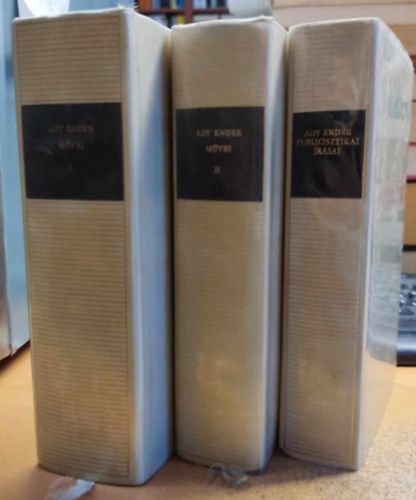 ADY ENDRE
MŰVEI
ADY ENDRE
MŰVEI
II
ADY ENDRE
PUBLICISZTIKAI
ÍRÁSAI